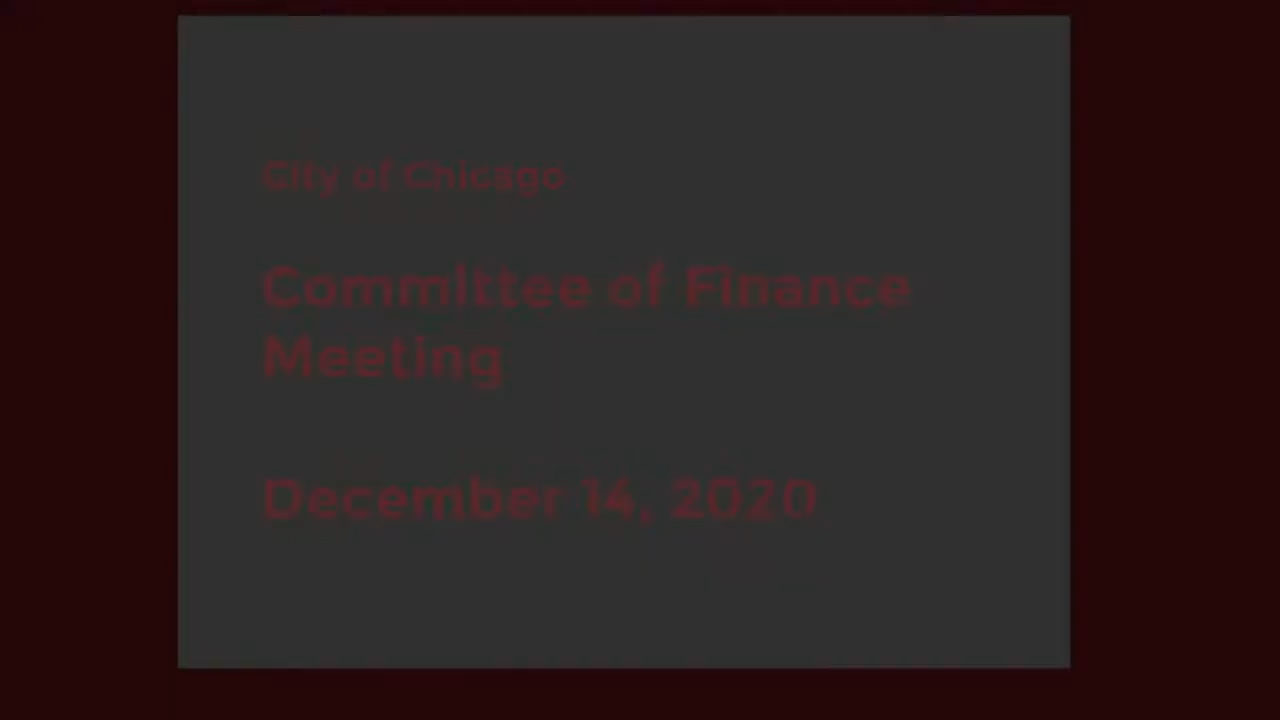 City of Chicago
Committee of Finance
Meeting
December 14, 2020